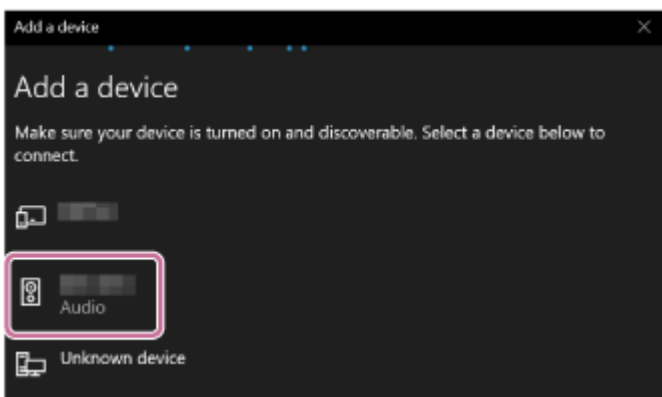 Add a device
Add a device
Make sure your device is turned on and discoverable. Select a device below to
connect.
Audio
Unknown device